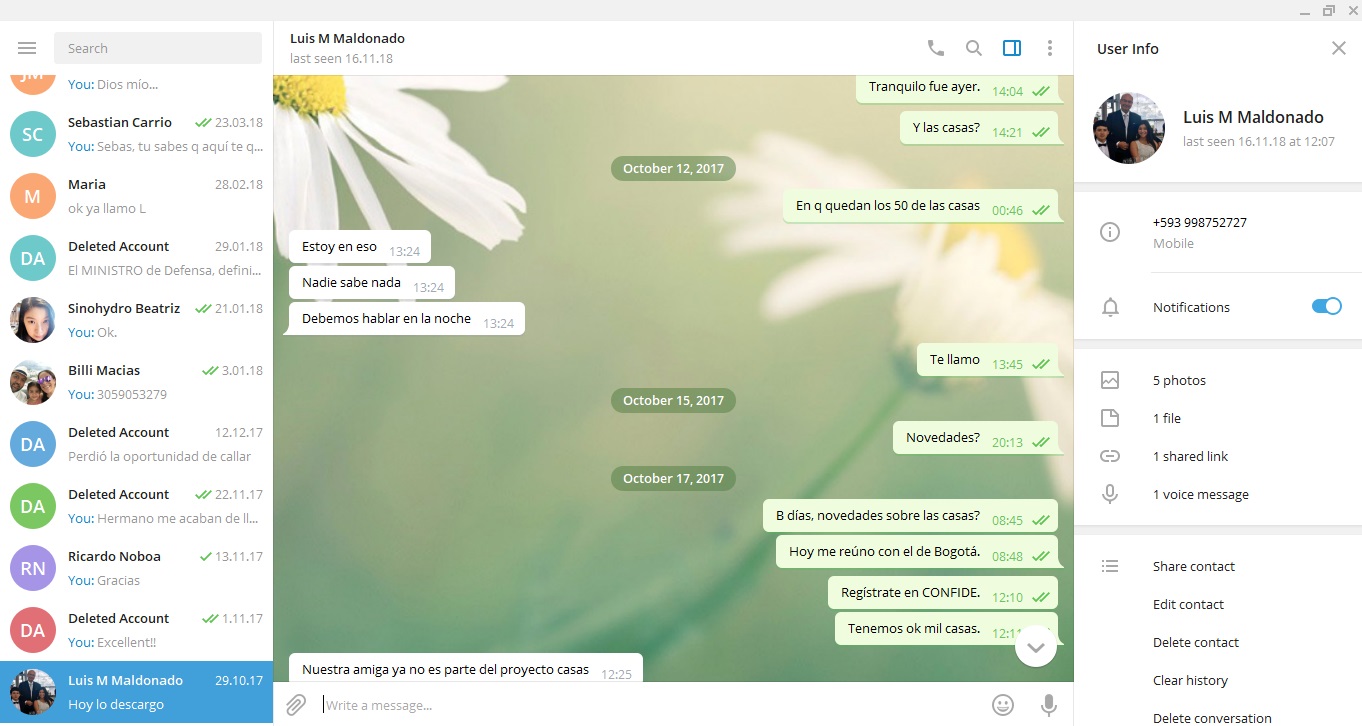 Search
JM
You: Dios mío...
SC
Sebastian Carrio 23.03.18
You: Sebas, tu sabes q aquí te q...
M
Maria 28.02.18
ok ya llamo L
DA
Deleted Account 29.01.18
El MINISTRO de Defensa, defini...
Sinohydro Beatriz 21.01.18
You: Ok.
Billi Macias 3.01.18
You: 3059053279
DA
Deleted Account 12.12.17
Perdió la oportunidad de callar
DA
Deleted Account 22.11.17
You: Hermano me acaban de ll...
RN
Ricardo Noboa 13.11.17
You: Gracias
DA
Deleted Account 1.11.17
You: Excellent!!
Luis M Maldonado 29.10.17
Hoy lo descargo
Luis M Maldonado
last seen 16.11.18
Tranquilo fue ayer. 14:04
Y las casas? 14:21
October 12, 2017
En q quedan los 50 de las casas 00:46
Estoy en eso 13:24
Nadie sabe nada 13:24
Debemos hablar en la noche 13:24
Te llamo 13:45
October 15, 2017
Novedades? 20:13
October 17, 2017
B días, novedades sobre las casas? 08:45
Hoy me reúno con el de Bogotá. 08:48
Regístrate en CONFIDE. 12:10
Tenemos ok mil casas. 12:11
Nuestra amiga ya no es parte del proyecto casas 12:25
Write a message...
User Info
Luis M Maldonado
last seen 16.11.18 at 12:07
+593 998752727
Mobile
Notifications
5 photos
1 file
1 shared link
1 voice message
Share contact
Edit contact
Delete contact
Clear history
Delete conversation